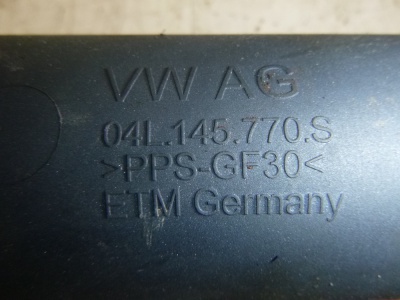 VW AG
04L.145.770.S
>PPS-GF30<
ETM Germany